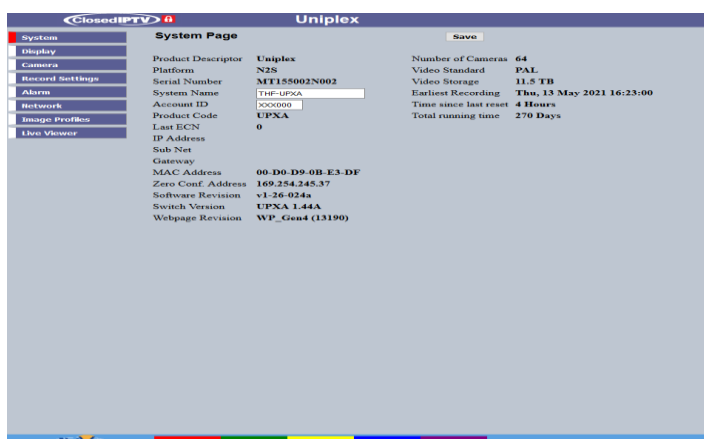 ClosedIPTV Uniplex
System
Display
Camera
Record Settings
Alarm
Network
Image Profiles
Live Viewer
System Page Save
Product Descriptor Uniplex
Platform N2S
Serial Number MT155002N002
System Name THF-UPXA
Account ID XXX000
Product Code UPXA
Last ECN 0
IP Address
Sub Net
Gateway
MAC Address 00-D0-D9-0B-E3-DF
Zero Conf. Address 169.254.245.37
Software Revision v1-26-024a
Switch Version UPXA 1.44A
Webpage Revision WP_Gen4 (13190)
Number of Cameras 64
Video Standard PAL
Video Storage 11.5 TB
Earliest Recording Thu, 13 May 2021 16:23:00
Time since last reset 4 Hours
Total running time 270 Days